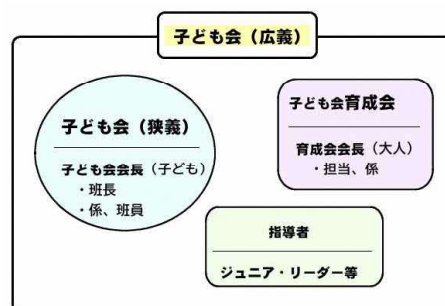 子ども会（広義）
子ども会（狭義）
子ども会会長（子ども）
・班長
・係、班員
子ども会育成会
育成会会長（大人）
・担当、係
指導者
ジュニア・リーダー等